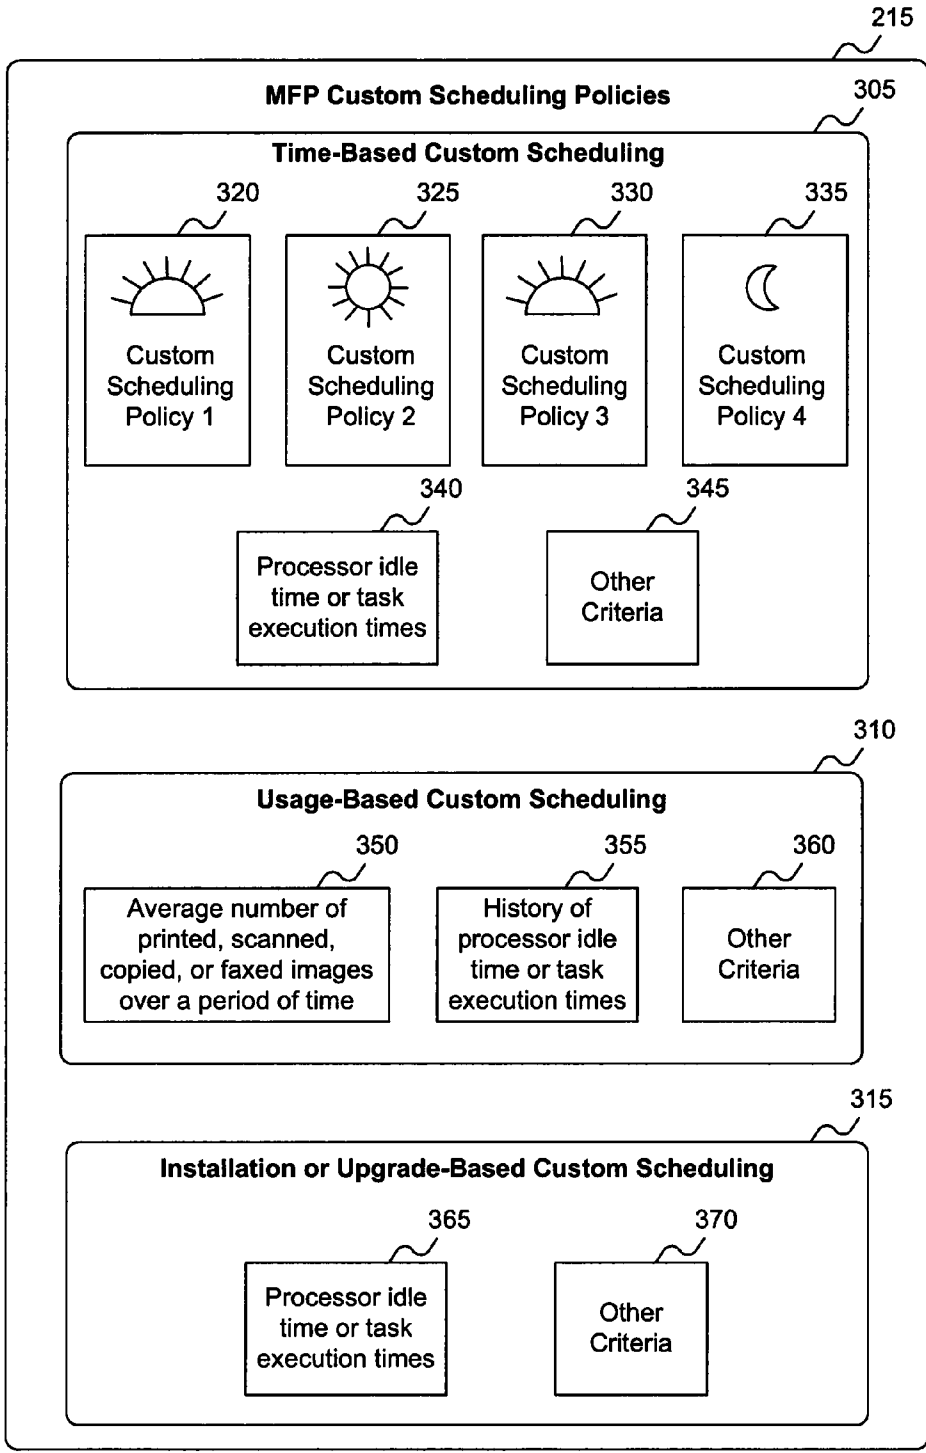 215
MFP Custom Scheduling Policies
305
Time-Based Custom Scheduling
320
325
330
335
Custom
Scheduling
Policy 1
Custom
Scheduling
Policy 2
Custom
Scheduling
Policy 3
Custom
Scheduling
Policy 4
340
345
Processor idle
time or task
execution times
Other
Criteria
310
Usage-Based Custom Scheduling
350
355
360
Average number of
printed, scanned,
copied, or faxed images
over a period of time
History of
processor idle
time or task
execution times
Other
Criteria
315
Installation or Upgrade-Based Custom Scheduling
365
370
Processor idle
time or task
execution times
Other
Criteria